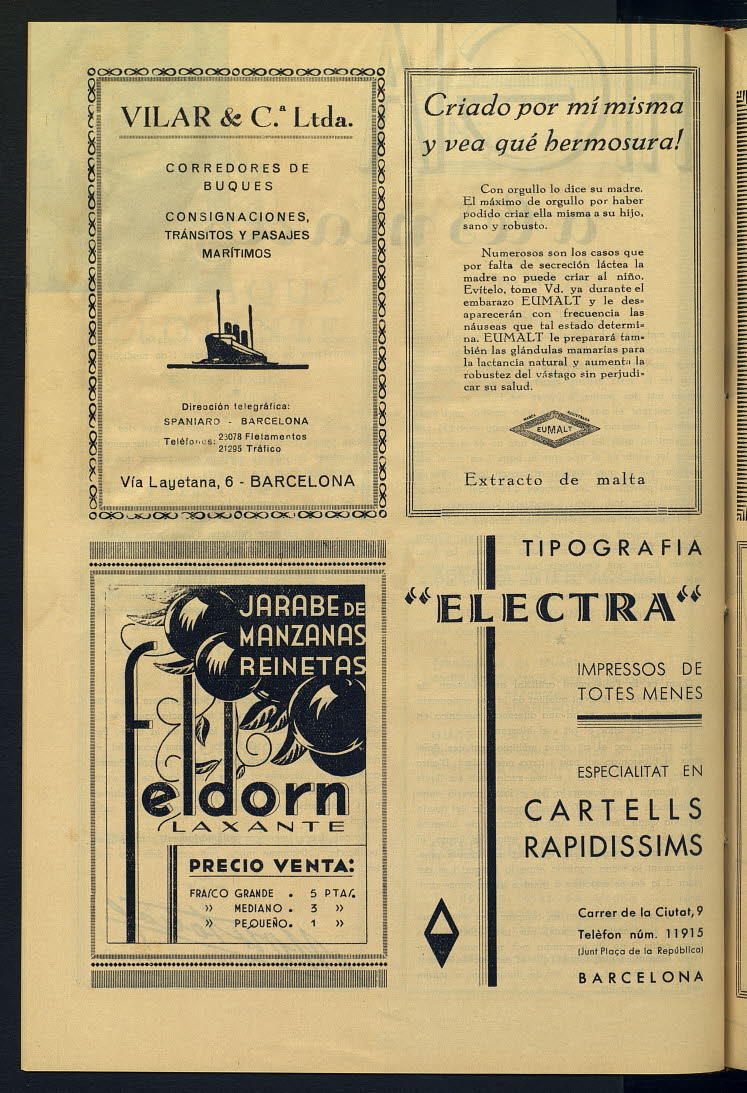 VILAR & C.ª Ltda.
CORREDORES DE
BUQUES
CONSIGNACIONES,
TRÁNSITOS Y PASAJES
MARÍTIMOS
Dirección telegráfica:
SPANIARD - BARCELONA
Teléfonos: 23078 Fletamentos
21295 Tráfico
Vía Layetana, 6 - BARCELONA
Criado por mí misma
y vea qué hermosura!
Con orgullo lo dice su madre.
El máximo de orgullo por haber
podido criar ella misma a su hijo,
sano y robusto.
Numerosos son los casos que
por falta de secreción láctea la
madre no puede criar al niño.
Evítelo, tome Vd. ya durante el
embarazo EUMALT y le des-
aparecerán con frecuencia las
náuseas que tal estado determi-
na. EUMALT le preparará tam-
bién las glándulas mamarias para
la lactancia natural y aumenta la
robustez del vástago sin perjudi-
car su salud.
EUMALT
Extracto de malta
JARABE DE
MANZANAS
REINETAS
feldorn
LAXANTE
PRECIO VENTA:
FRASCO GRANDE . 5 PTAS.
» MEDIANO . 3 »
» PEQUEÑO . 1 »
TIPOGRAFIA
“ELECTRA“
IMPRESSOS DE
TOTES MENES
ESPECIALITAT EN
CARTELLS
RAPIDISSIMS
Carrer de la Ciutat, 9
Telèfon núm. 11915
(Junt Plaça de la República)
BARCELONA